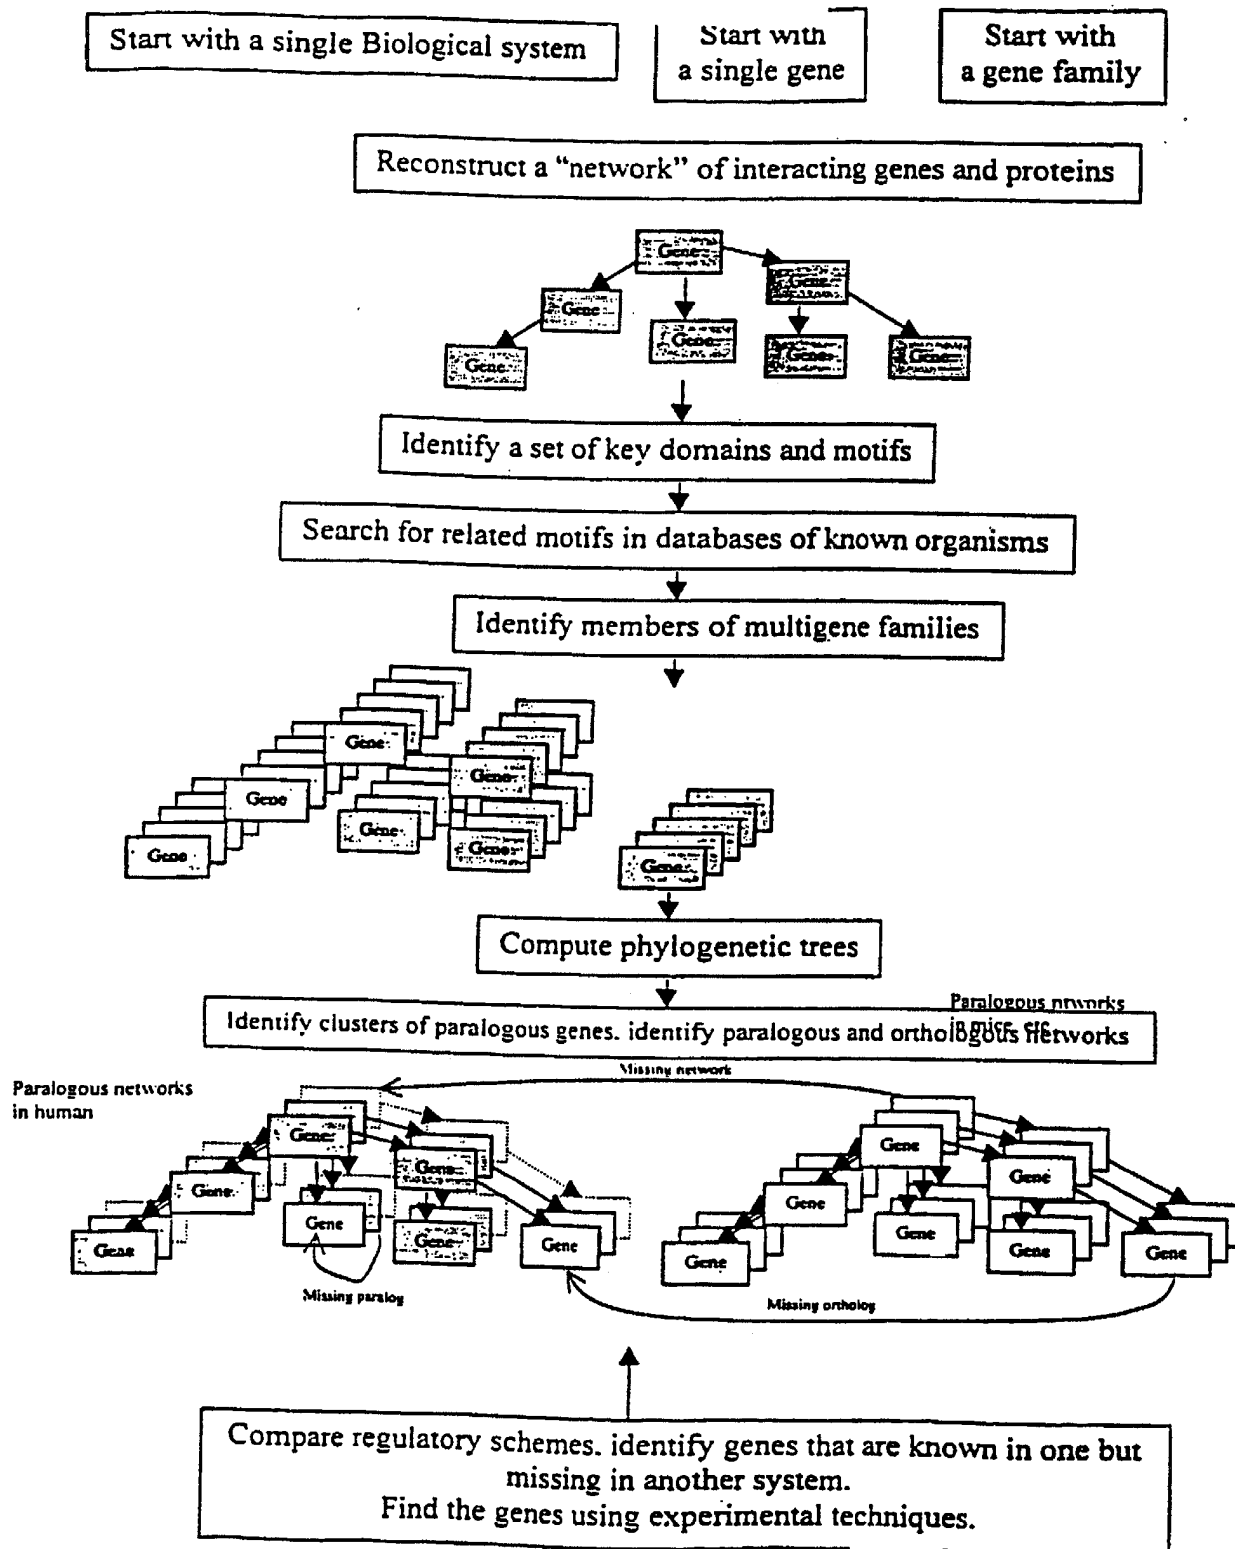 Start with a single Biological system
Start with
a single gene
Start with
a gene family
Reconstruct a "network" of interacting genes and proteins
Gene
Gene
Gene
Gene
Gene
Gene
Gene
Identify a set of key domains and motifs
Search for related motifs in databases of known organisms
Identify members of multigene families
Gene
Gene
Gene
Gene
Gene
Gene
Gene
Compute phylogenetic trees
Paralogous networks
in mice, etc.
Identify clusters of paralogous genes. identify paralogous and orthologous networks
Missing network
Paralogous networks
in human
Gene
Gene
Gene
Gene
Gene
Gene
Gene
Gene
Gene
Gene
Gene
Gene
Gene
Gene
Missing paralog
Missing ortholog
Compare regulatory schemes. identify genes that are known in one but
missing in another system.
Find the genes using experimental techniques.